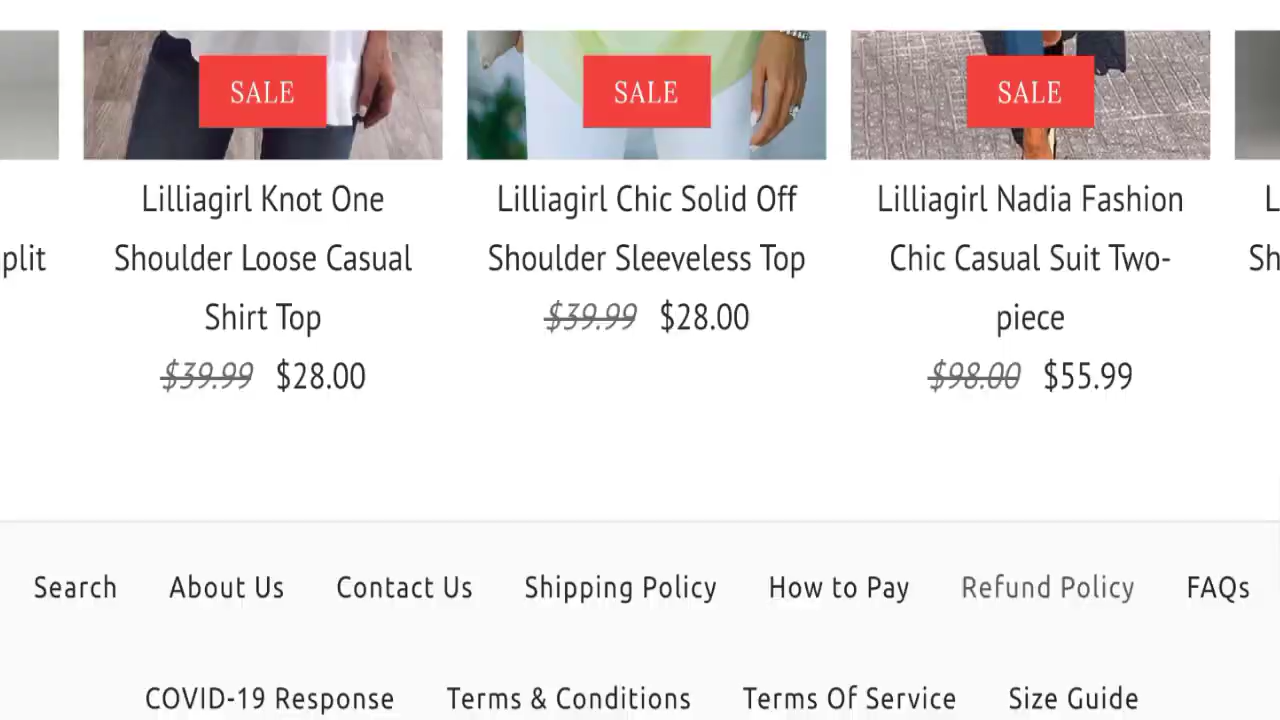 SALE
SALE
SALE
plit
Lilliagirl Knot One
Shoulder Loose Casual
Shirt Top
$39.99 $28.00
Lilliagirl Chic Solid Off
Shoulder Sleeveless Top
$39.99 $28.00
Lilliagirl Nadia Fashion
Chic Casual Suit Two-
piece
$98.00 $55.99
L
Sh
Search About Us Contact Us Shipping Policy How to Pay Refund Policy FAQs
COVID-19 Response Terms & Conditions Terms Of Service Size Guide